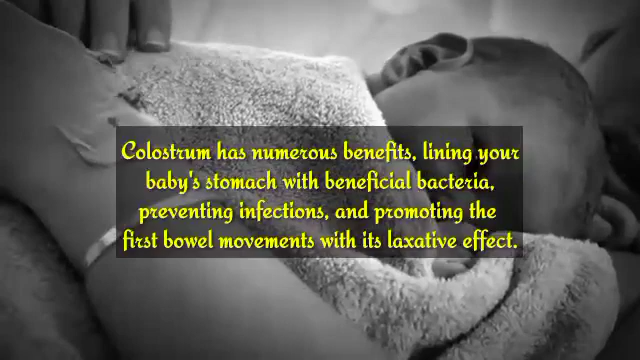 Colostrum has numerous benefits, lining your
baby's stomach with beneficial bacteria,
preventing infections, and promoting the
first bowel movements with its laxative effect.